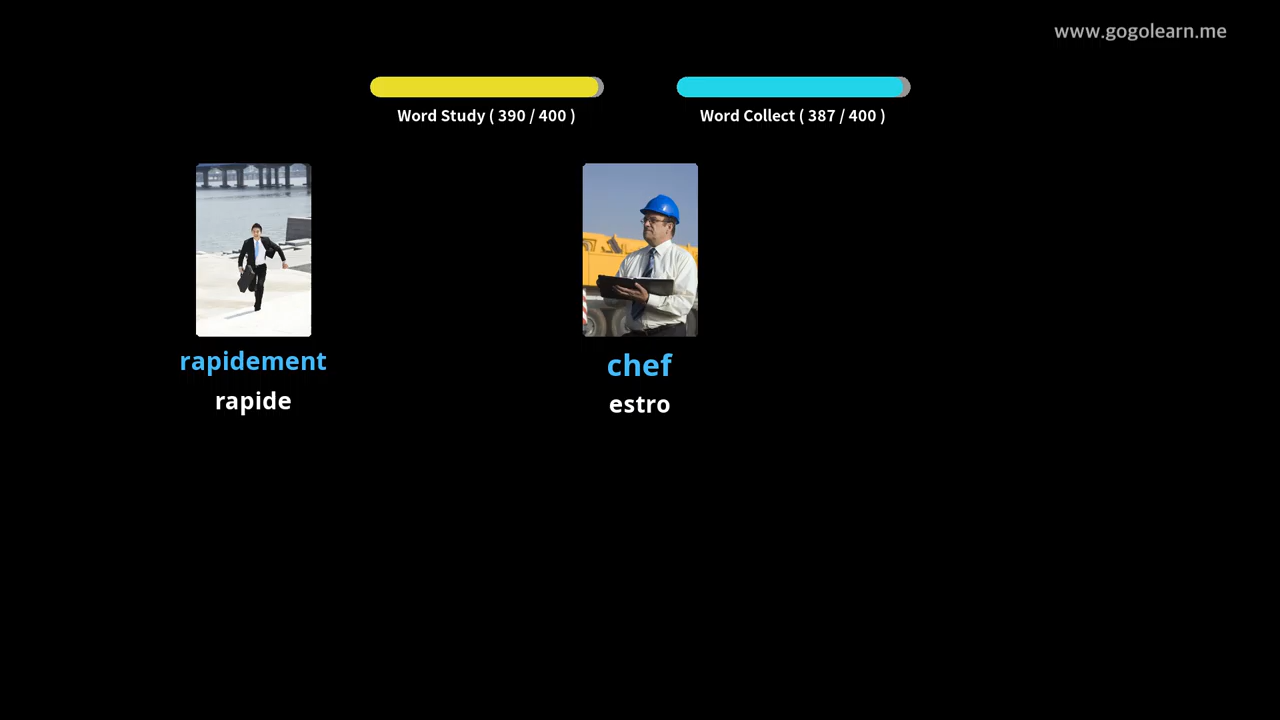 www.gogolearn.me
Word Study ( 390 / 400 )
Word Collect ( 387 / 400 )
rapidement
rapide
chef
estro